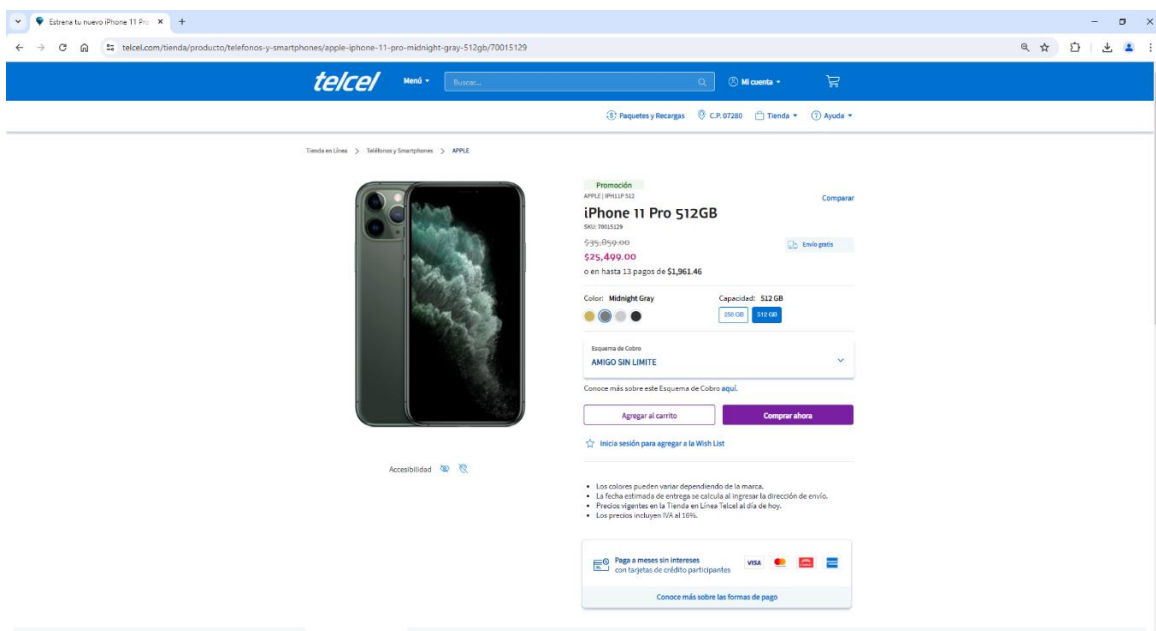 Estrena tu nuevo iPhone 11 Pro
telcel.com/tienda/producto/telefonos-y-smartphones/apple-iphone-11-pro-midnight-gray-512gb/70015129
telcel
Menú
Buscar...
Mi cuenta
Paquetes y Recargas
C.P. 07280
Tienda
Ayuda
Tienda en Línea > Teléfonos y Smartphones > APPLE
Promoción
APPLE | IPH11P 512
Comparar
iPhone 11 Pro 512GB
SKU: 70015129
$35,859.00
Envío gratis
$25,499.00
o en hasta 13 pagos de $1,961.46
Color: Midnight Gray
Capacidad: 512 GB
512 GB
Esquema de Cobro
AMIGO SIN LIMITE
Conoce más sobre este Esquema de Cobro aquí.
Agregar al carrito
Comprar ahora
Inicia sesión para agregar a la Wish List
Accesibilidad
• Los colores pueden variar dependiendo de la marca.
• La fecha estimada de entrega se calcula al ingresar la dirección de envío.
• Precios vigentes en la Tienda en Línea Telcel al día de hoy.
• Los precios incluyen IVA al 16%.
Paga a meses sin intereses
con tarjetas de crédito participantes
VISA
Conoce más sobre las formas de pago